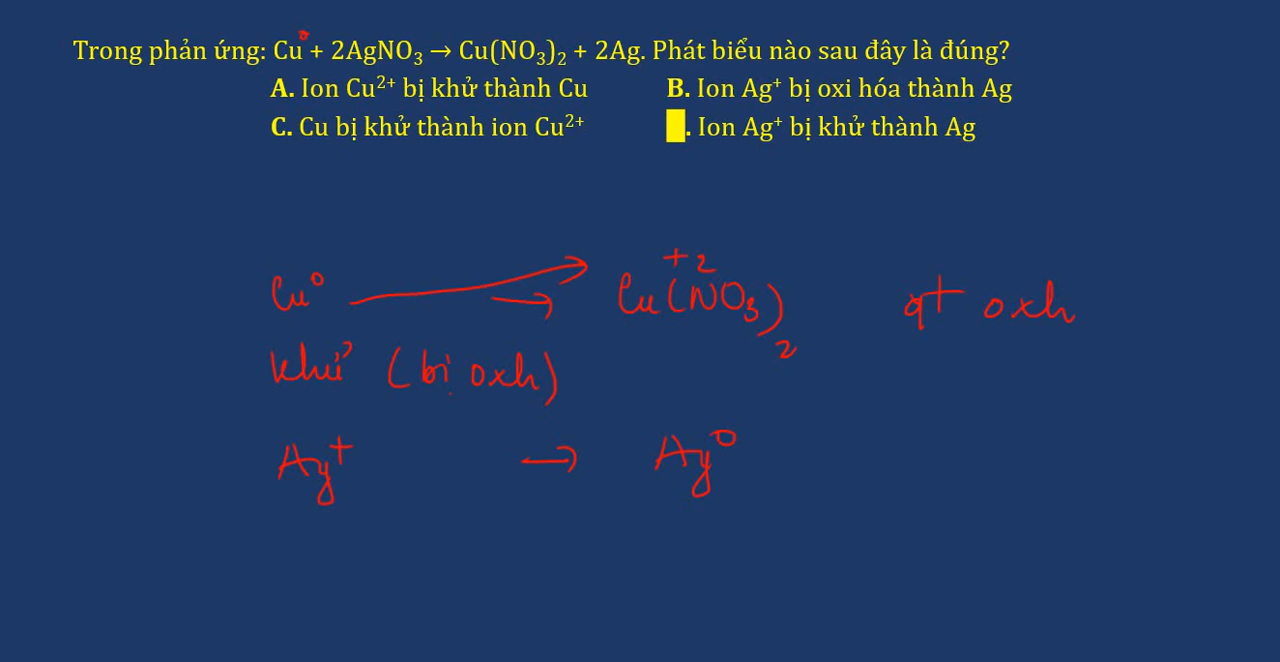 Trong phản ứng: Cu⁰ + 2AgNO₃ → Cu(NO₃)₂ + 2Ag. Phát biểu nào sau đây là đúng?
A. Ion Cu²⁺ bị khử thành Cu B. Ion Ag⁺ bị oxi hóa thành Ag
C. Cu bị khử thành ion Cu²⁺ . Ion Ag⁺ bị khử thành Ag
+2
Cu⁰ → Cu(NO₃)₂ qt oxh
khử (bị oxh)
Ag⁺ → Ag⁰